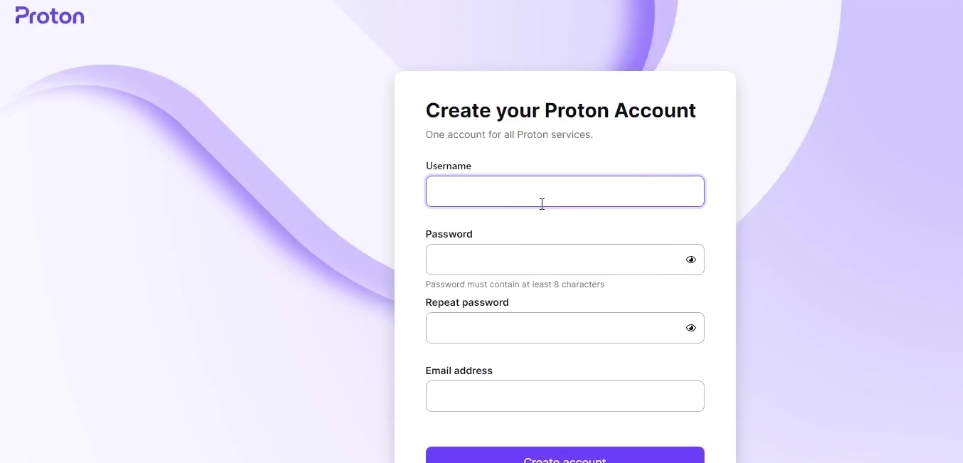 Proton
Create your Proton Account
One account for all Proton services.
Username
Password
Password must contain at least 8 characters
Repeat password
Email address
Create account